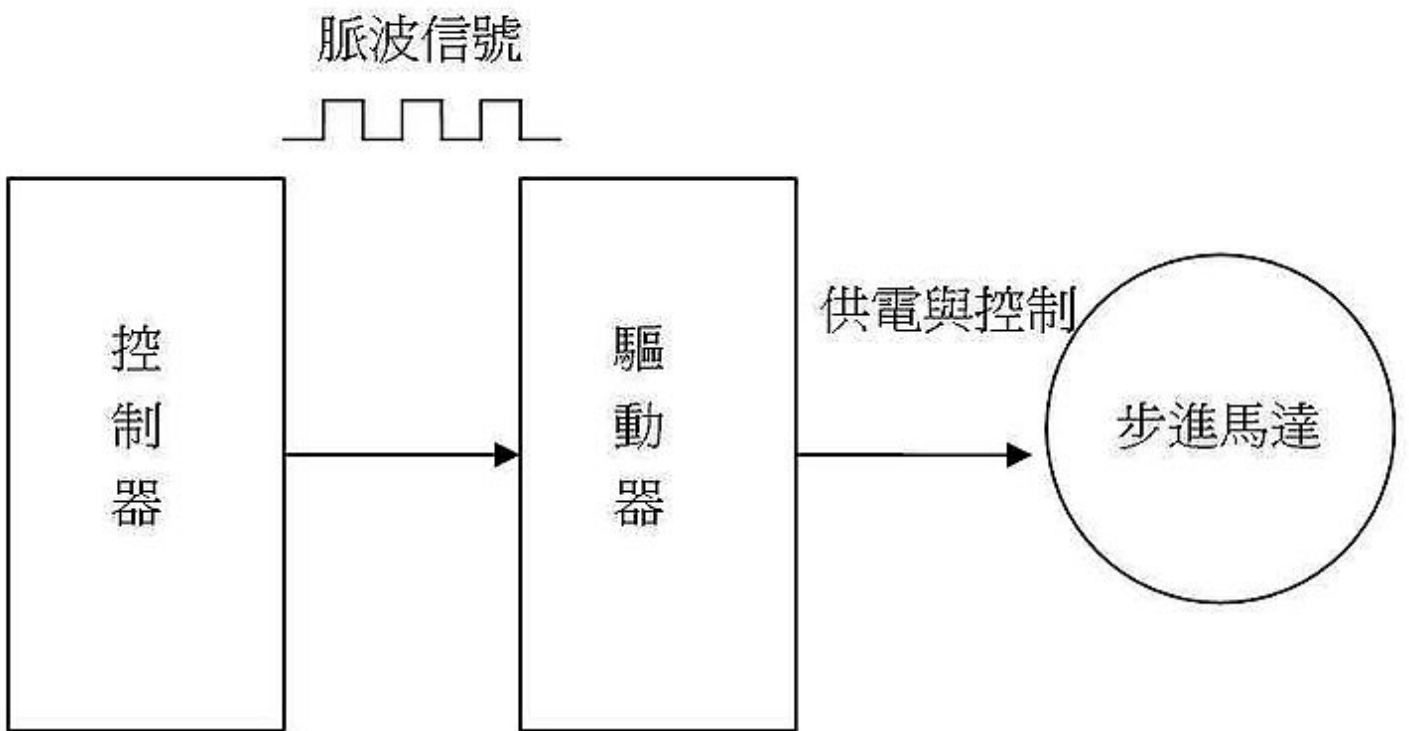 脈波信號
控制器
驅動器
供電與控制
步進馬達